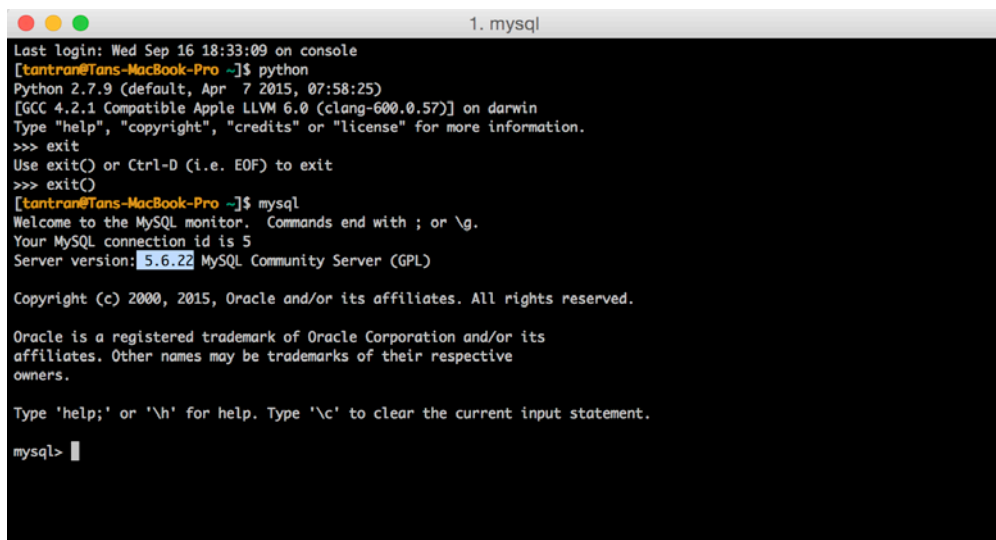 1. mysql
Last login: Wed Sep 16 18:33:09 on console
[tantran@Tans-MacBook-Pro ~]$ python
Python 2.7.9 (default, Apr  7 2015, 07:58:25)
[GCC 4.2.1 Compatible Apple LLVM 6.0 (clang-600.0.57)] on darwin
Type "help", "copyright", "credits" or "license" for more information.
>>> exit
Use exit() or Ctrl-D (i.e. EOF) to exit
>>> exit()
[tantran@Tans-MacBook-Pro ~]$ mysql
Welcome to the MySQL monitor.  Commands end with ; or \g.
Your MySQL connection id is 5
Server version: 5.6.22 MySQL Community Server (GPL)
Copyright (c) 2000, 2015, Oracle and/or its affiliates. All rights reserved.
Oracle is a registered trademark of Oracle Corporation and/or its
affiliates. Other names may be trademarks of their respective
owners.
Type 'help;' or '\h' for help. Type '\c' to clear the current input statement.
mysql>